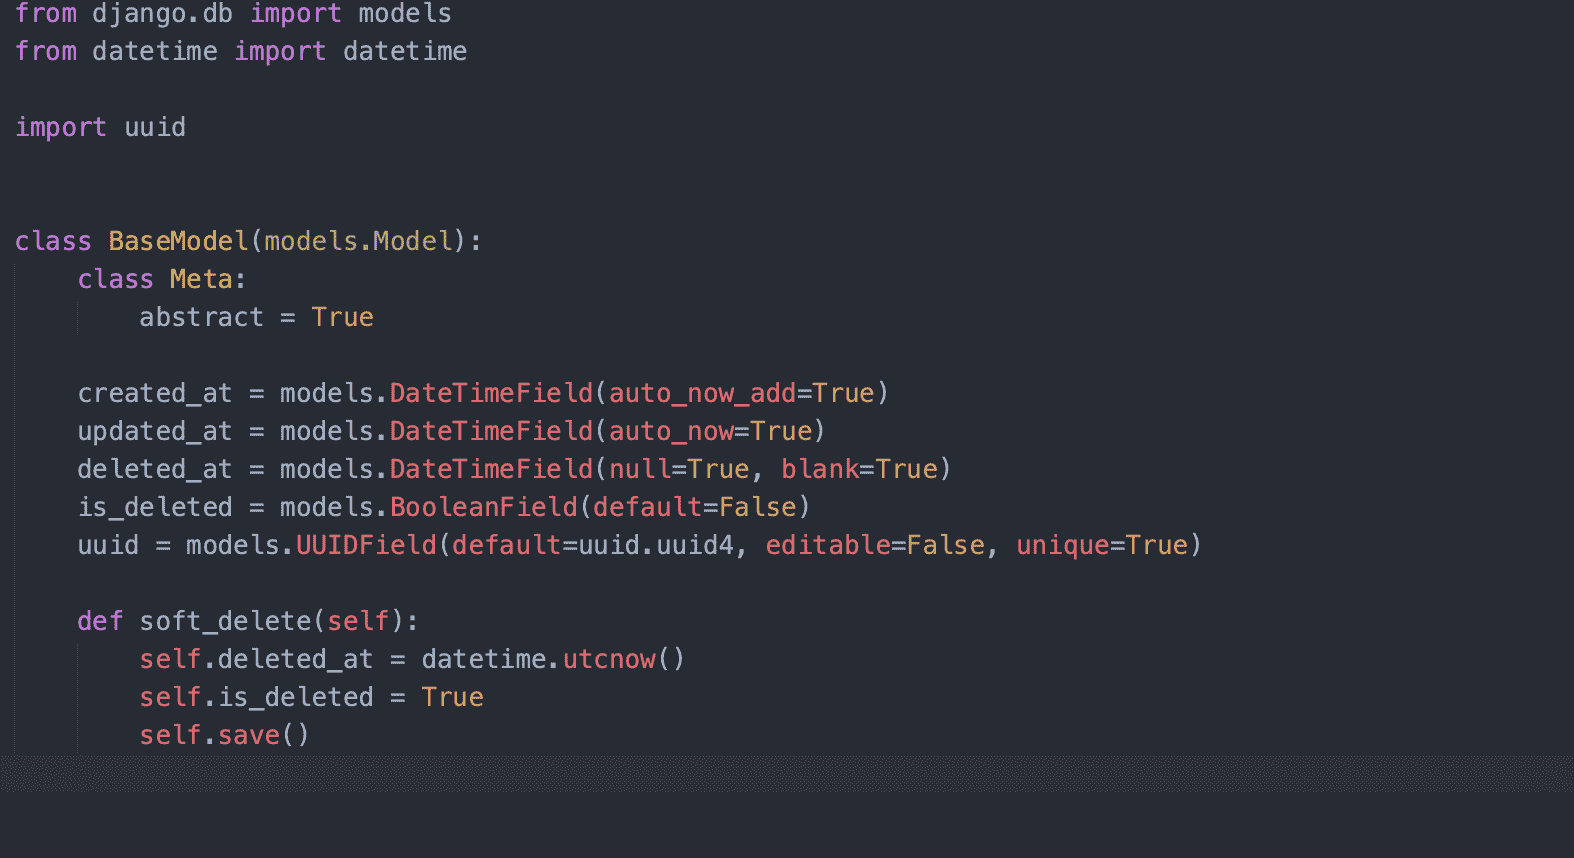 from django.db import models
from datetime import datetime
import uuid
class BaseModel(models.Model):
class Meta:
abstract = True
created_at = models.DateTimeField(auto_now_add=True)
updated_at = models.DateTimeField(auto_now=True)
deleted_at = models.DateTimeField(null=True, blank=True)
is_deleted = models.BooleanField(default=False)
uuid = models.UUIDField(default=uuid.uuid4, editable=False, unique=True)
def soft_delete(self):
self.deleted_at = datetime.utcnow()
self.is_deleted = True
self.save()